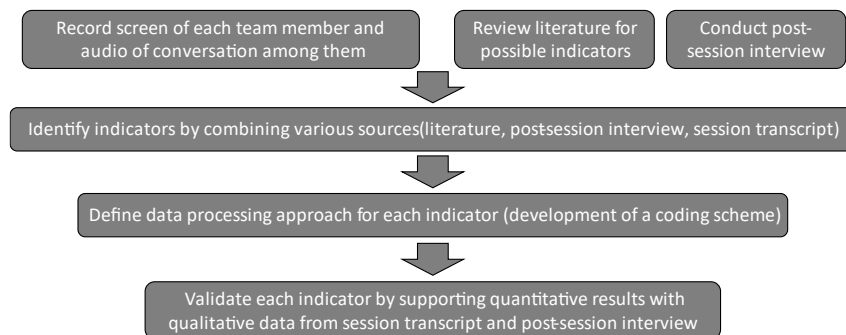 Record screen of each team member and
audio of conversation among them
Review literature for
possible indicators
Conduct post-
session interview
Identify indicators by combining various sources(literature, postsession interview, session transcript)
Define data processing approach for each indicator (development of a coding scheme)
Validate each indicator by supporting quantitative results with
qualitative data from session transcript and post-session interview